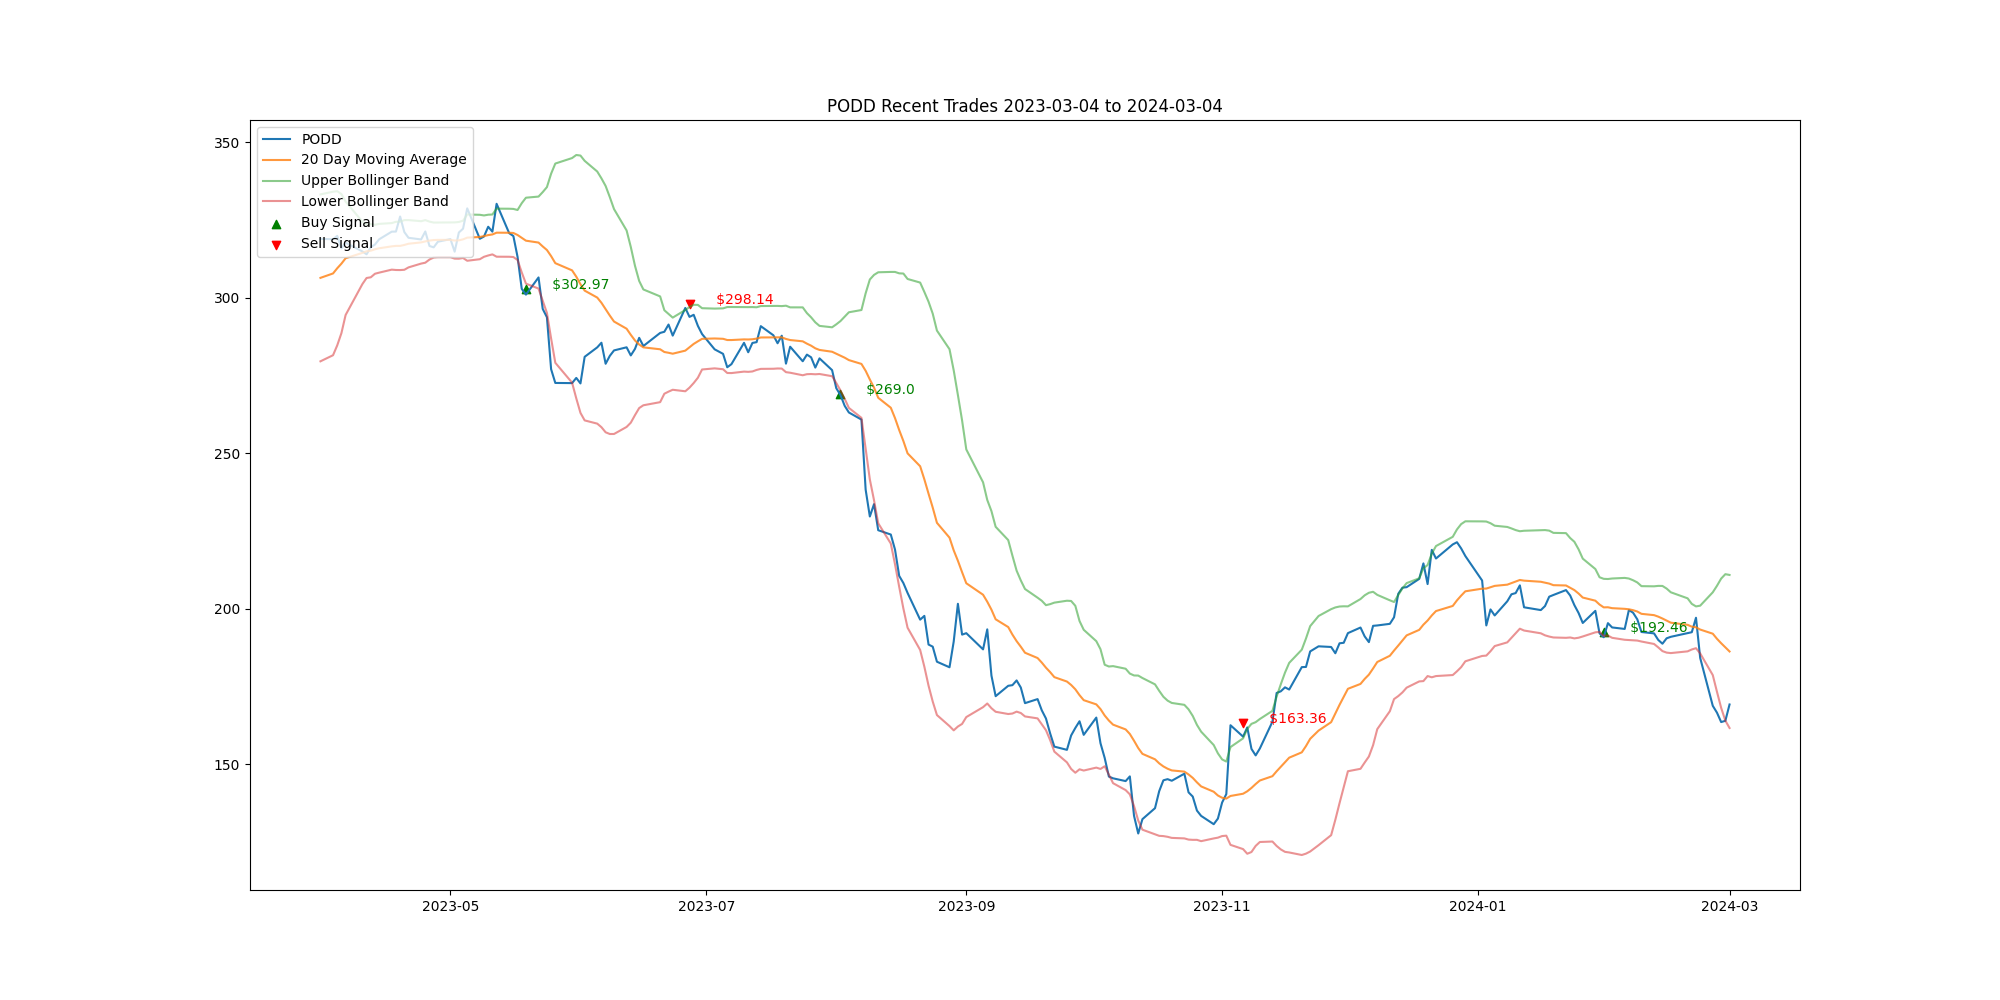 PODD Recent Trades 2023-03-04 to 2024-03-04
350
300
250
200
150
PODD
20 Day Moving Average
Upper Bollinger Band
Lower Bollinger Band
Buy Signal
Sell Signal
$302.97
$298.14
$269.0
$163.36
$192.46
2023-05
2023-07
2023-09
2023-11
2024-01
2024-03